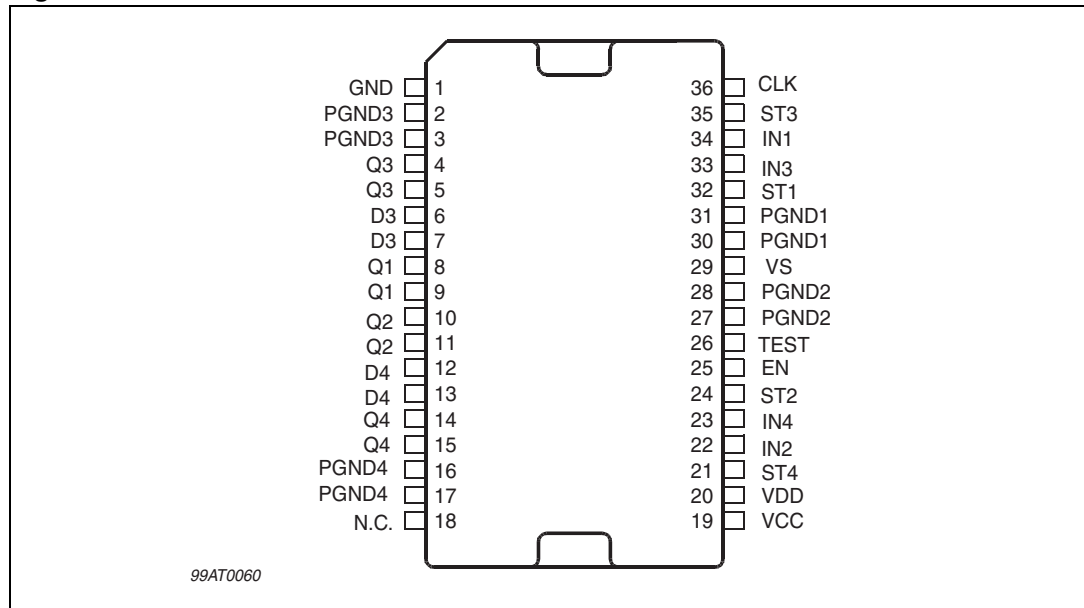 GND 1 36 CLK
PGND3 2 35 ST3
PGND3 3 34 IN1
Q3 4 33 IN3
Q3 5 32 ST1
D3 6 31 PGND1
D3 7 30 PGND1
Q1 8 29 VS
Q1 9 28 PGND2
Q2 10 27 PGND2
Q2 11 26 TEST
D4 12 25 EN
D4 13 24 ST2
Q4 14 23 IN4
Q4 15 22 IN2
PGND4 16 21 ST4
PGND4 17 20 VDD
N.C. 18 19 VCC
99AT0060